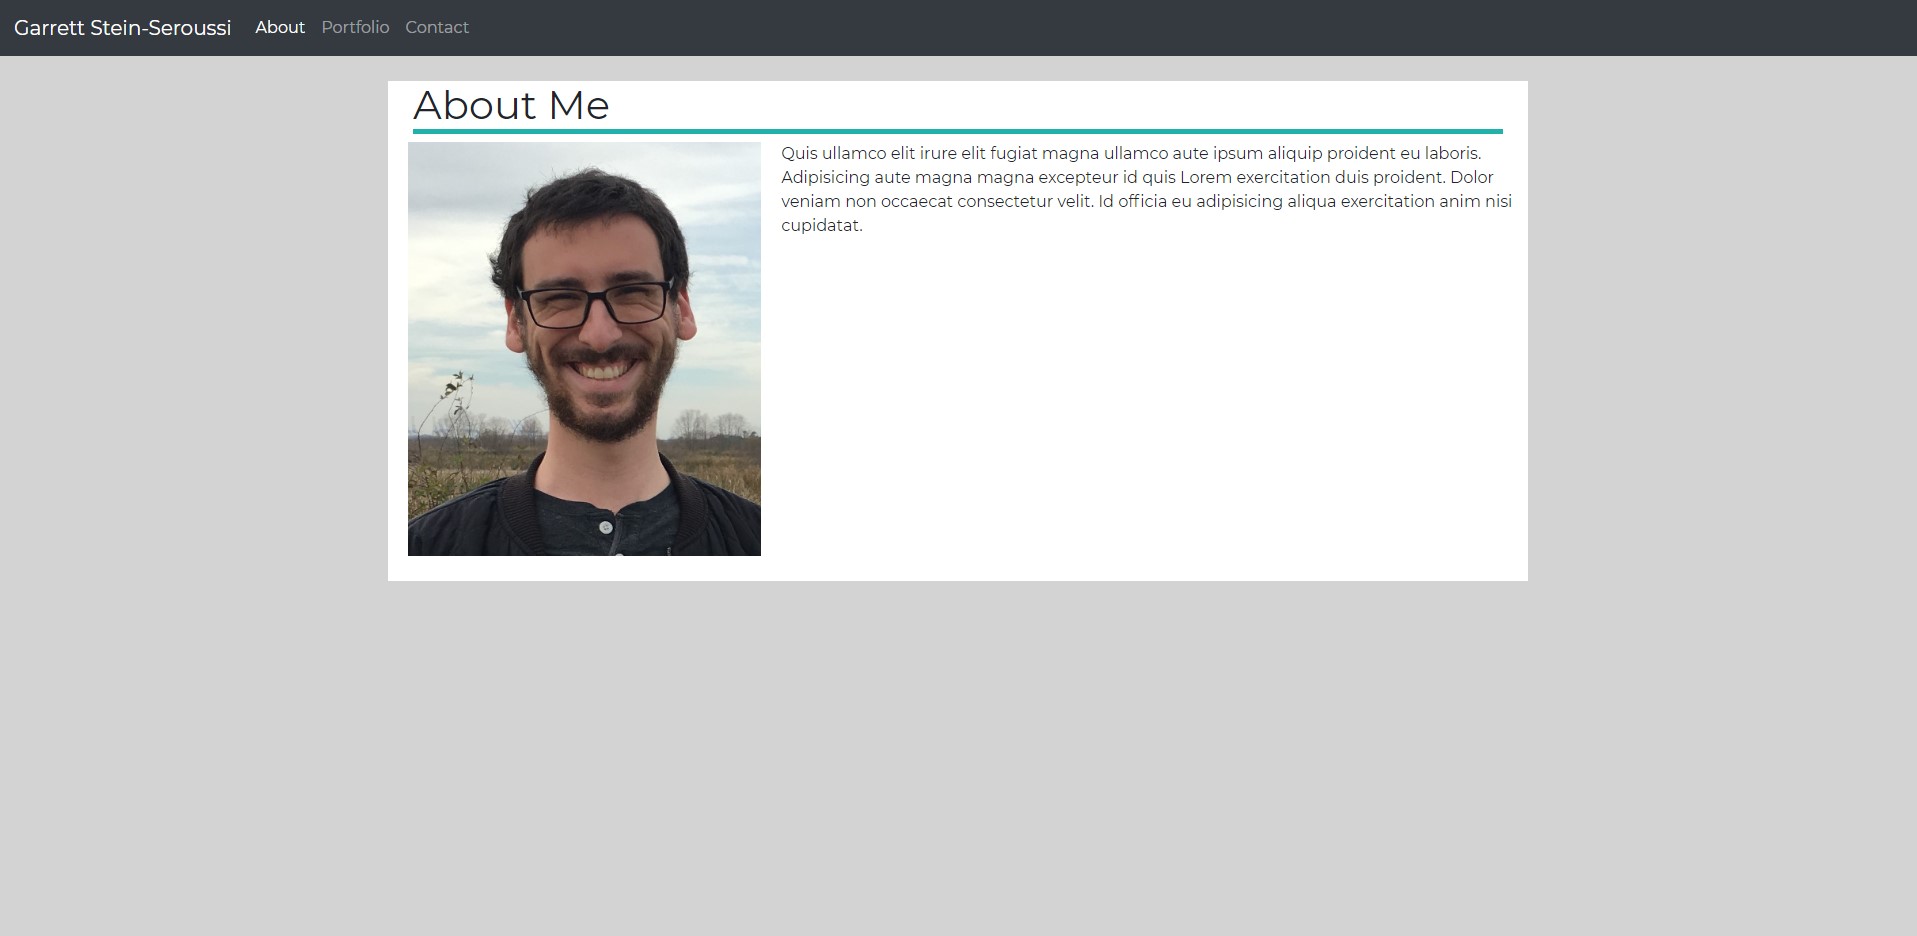 Garrett Stein-Seroussi About Portfolio Contact
About Me
Quis ullamco elit irure elit fugiat magna ullamco aute ipsum aliquip proident eu laboris.
Adipisicing aute magna magna excepteur id quis Lorem exercitation duis proident. Dolor
veniam non occaecat consectetur velit. Id officia eu adipisicing aliqua exercitation anim nisi
cupidatat.